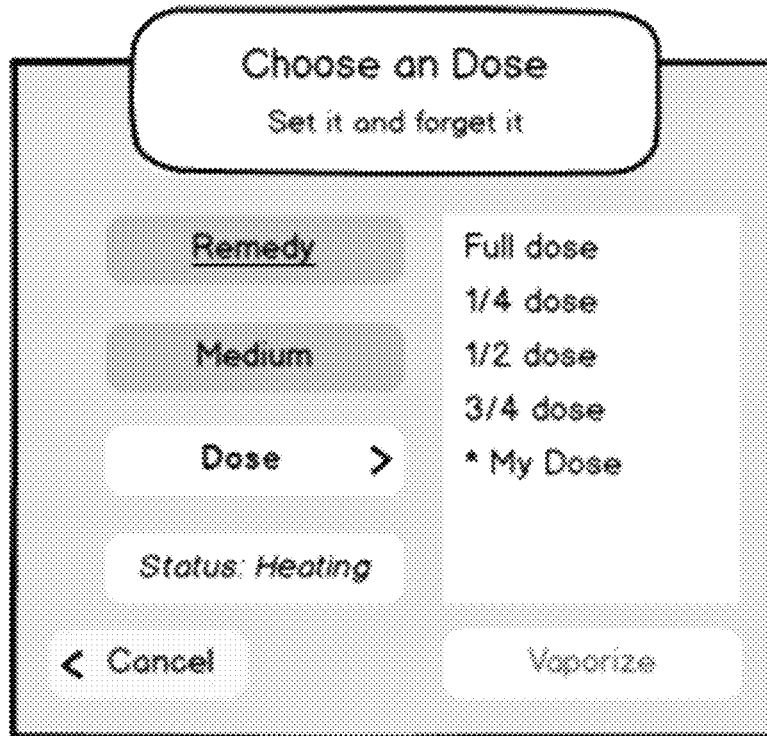 Choose an Dose
Set it and forget it
Remedy
Medium
Dose >
Status: Heating
Full dose
1/4 dose
1/2 dose
3/4 dose
* My Dose
< Cancel
Vaporize